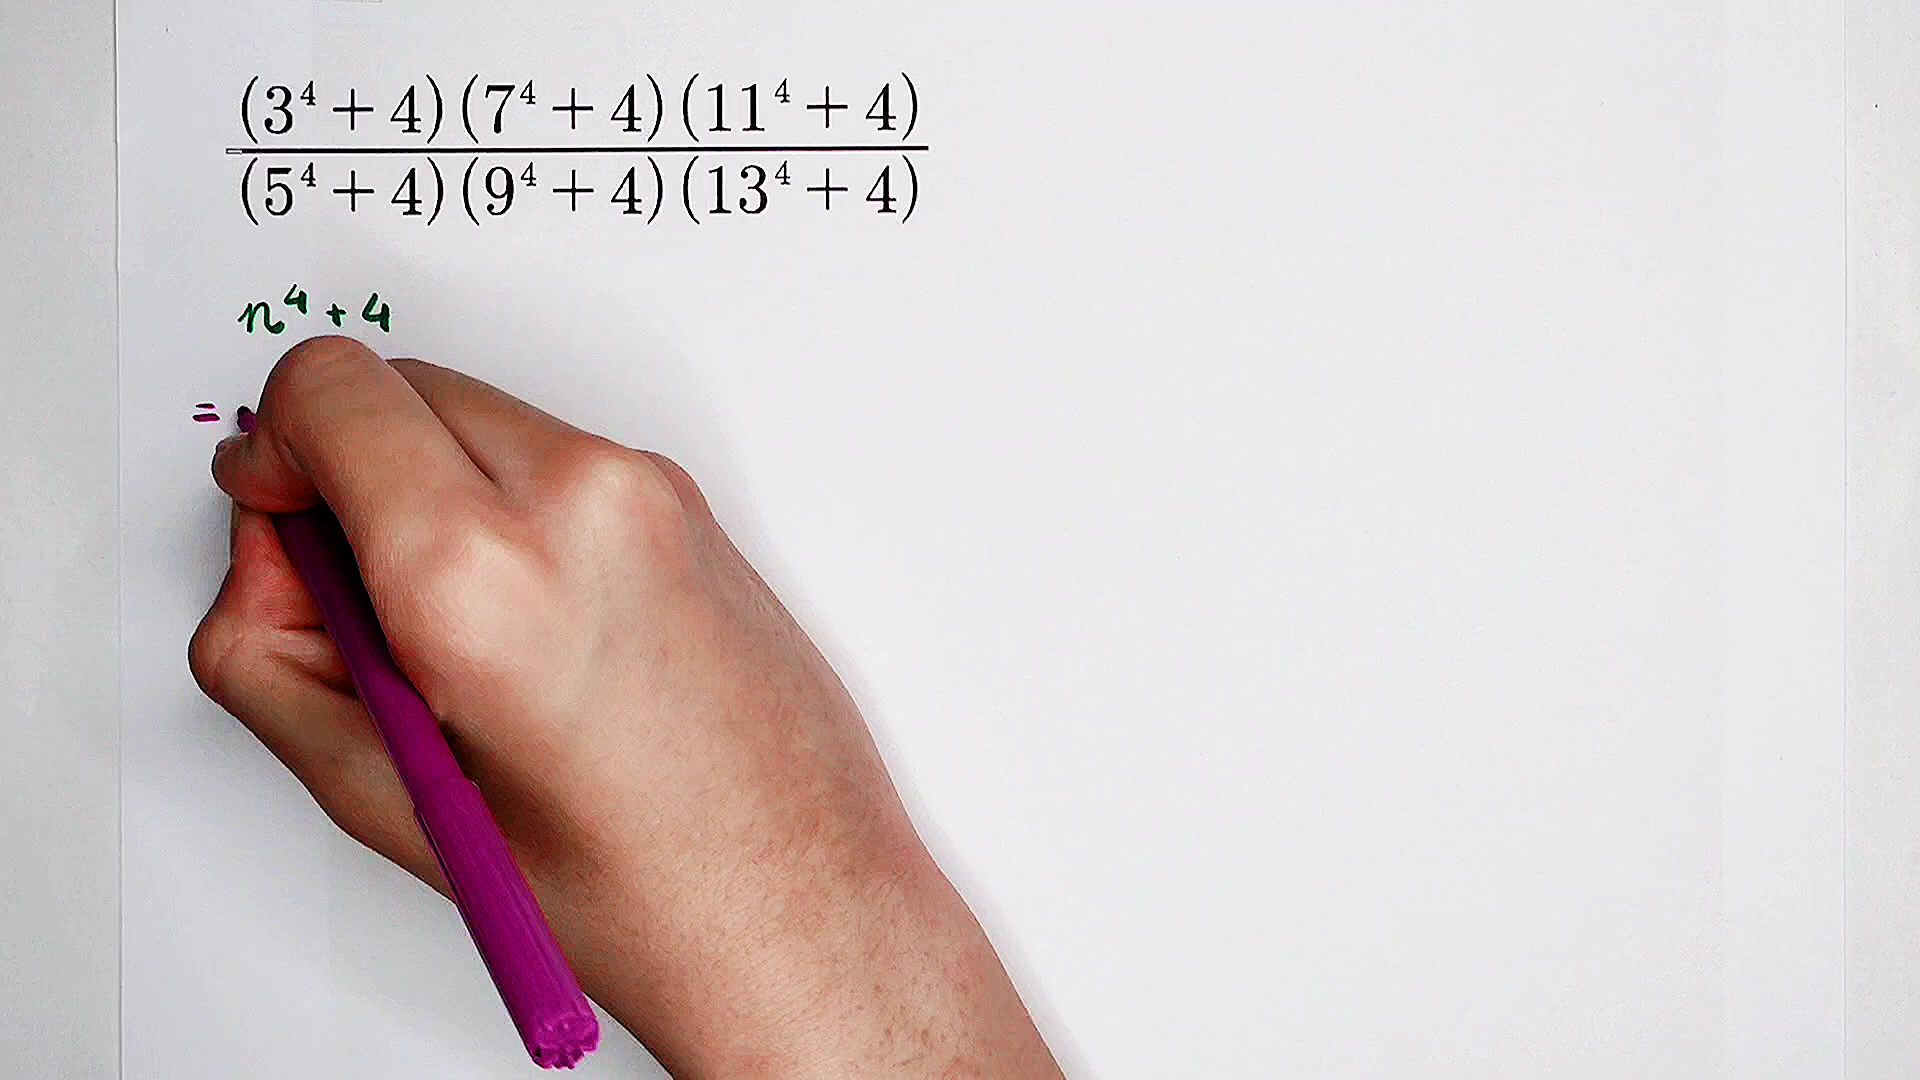 (3⁴ + 4) (7⁴ + 4) (11⁴ + 4)
(5⁴ + 4) (9⁴ + 4) (13⁴ + 4)
n⁴ + 4
=